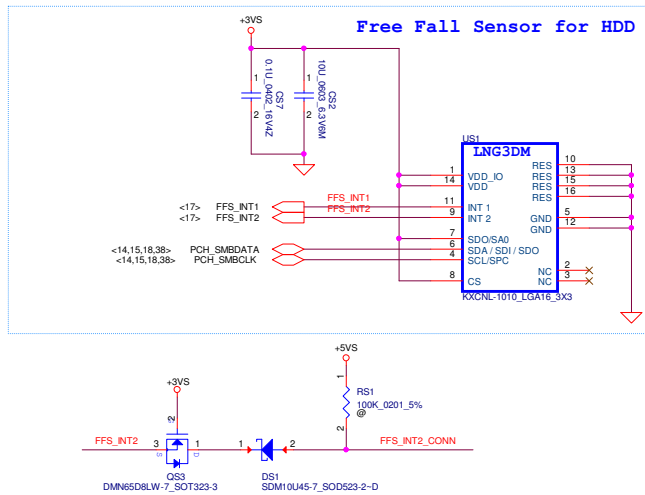 Free Fall Sensor for HDD
+3VS
1
2
CS7
0.1U_0402_16V4Z
1
2
CS2
10U_0603_6.3V6M
US1
LNG3DM
1 VDD_IO
14 VDD
RES 10
RES 13
RES 15
RES 16
<17> FFS_INT1 FFS_INT1 11 INT 1
<17> FFS_INT2 FFS_INT2 9 INT 2
GND 5
GND 12
7 SDO/SA0
<14,15,18,38> PCH_SMBDATA 6 SDA / SDI / SDO
<14,15,18,38> PCH_SMBCLK 4 SCL/SPC
8 CS
NC 2
NC 3
KXCNL-1010_LGA16_3X3
+5VS
+3VS
1
RS1
100K_0201_5%
@
2
2
G
FFS_INT2 3 S D 1
1 2 FFS_INT2_CONN
QS3
DMN65D8LW-7_SOT323-3
DS1
SDM10U45-7_SOD523-2~D